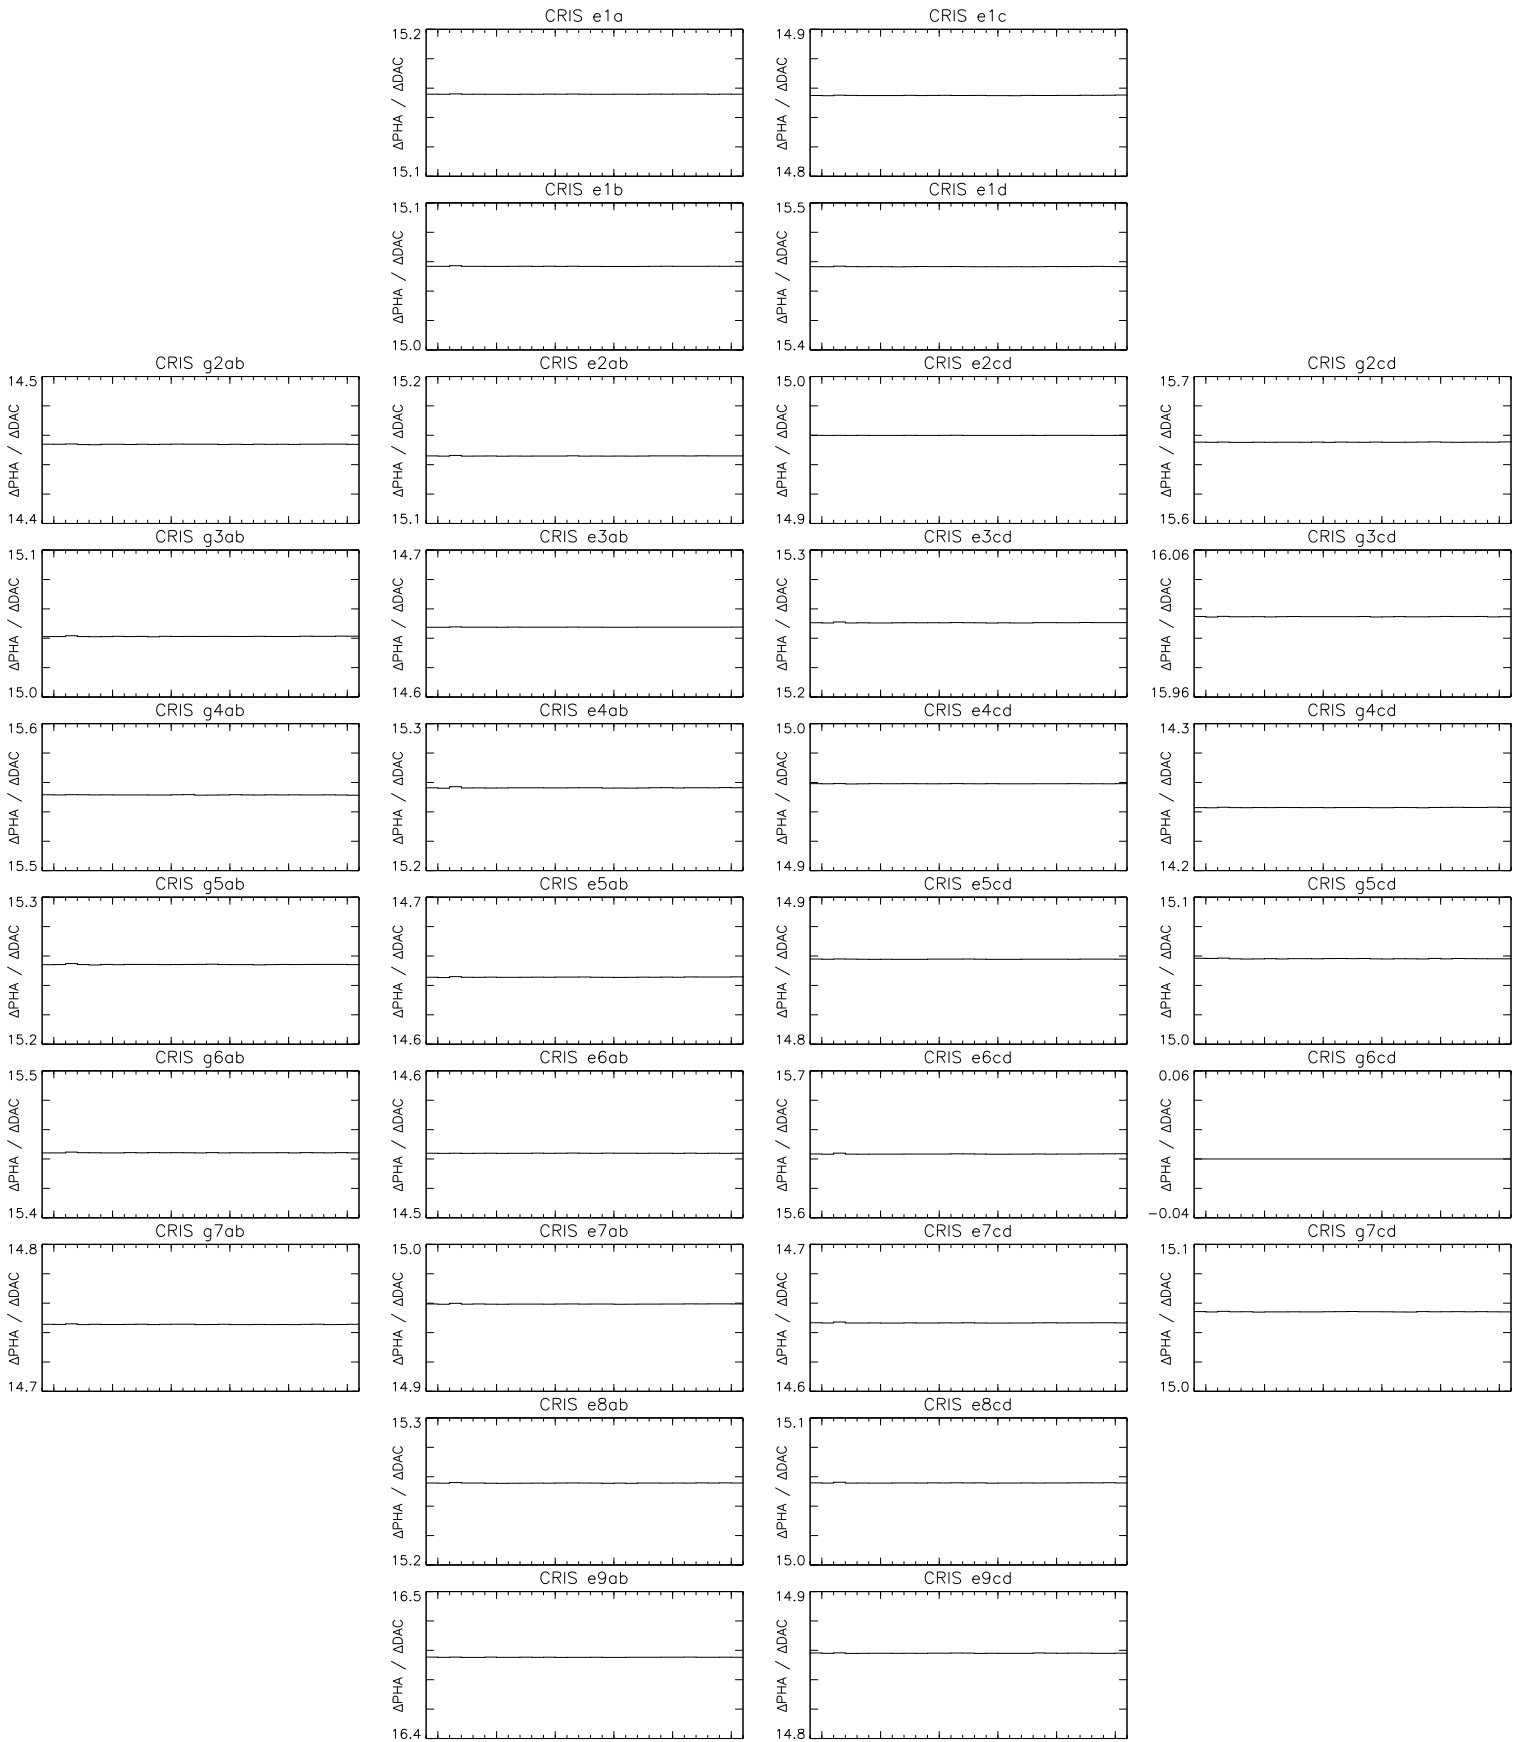 CRIS e1a
15.2
ΔPHA / ΔDAC
15.1
CRIS e1c
14.9
ΔPHA / ΔDAC
14.8
CRIS e1b
15.1
ΔPHA / ΔDAC
15.0
CRIS e1d
15.5
ΔPHA / ΔDAC
15.4
CRIS g2ab
14.5
ΔPHA / ΔDAC
14.4
CRIS e2ab
15.2
ΔPHA / ΔDAC
15.1
CRIS e2cd
15.0
ΔPHA / ΔDAC
14.9
CRIS g2cd
15.7
ΔPHA / ΔDAC
15.6
CRIS g3ab
15.1
ΔPHA / ΔDAC
15.0
CRIS e3ab
14.7
ΔPHA / ΔDAC
14.6
CRIS e3cd
15.3
ΔPHA / ΔDAC
15.2
CRIS g3cd
16.06
ΔPHA / ΔDAC
15.96
CRIS g4ab
15.6
ΔPHA / ΔDAC
15.5
CRIS e4ab
15.3
ΔPHA / ΔDAC
15.2
CRIS e4cd
15.0
ΔPHA / ΔDAC
14.9
CRIS g4cd
14.3
ΔPHA / ΔDAC
14.2
CRIS g5ab
15.3
ΔPHA / ΔDAC
15.2
CRIS e5ab
14.7
ΔPHA / ΔDAC
14.6
CRIS e5cd
14.9
ΔPHA / ΔDAC
14.8
CRIS g5cd
15.1
ΔPHA / ΔDAC
15.0
CRIS g6ab
15.5
ΔPHA / ΔDAC
15.4
CRIS e6ab
14.6
ΔPHA / ΔDAC
14.5
CRIS e6cd
15.7
ΔPHA / ΔDAC
15.6
CRIS g6cd
0.06
ΔPHA / ΔDAC
−0.04
CRIS g7ab
14.8
ΔPHA / ΔDAC
14.7
CRIS e7ab
15.0
ΔPHA / ΔDAC
14.9
CRIS e7cd
14.7
ΔPHA / ΔDAC
14.6
CRIS g7cd
15.1
ΔPHA / ΔDAC
15.0
CRIS e8ab
15.3
ΔPHA / ΔDAC
15.2
CRIS e8cd
15.1
ΔPHA / ΔDAC
15.0
CRIS e9ab
16.5
ΔPHA / ΔDAC
16.4
CRIS e9cd
14.9
ΔPHA / ΔDAC
14.8